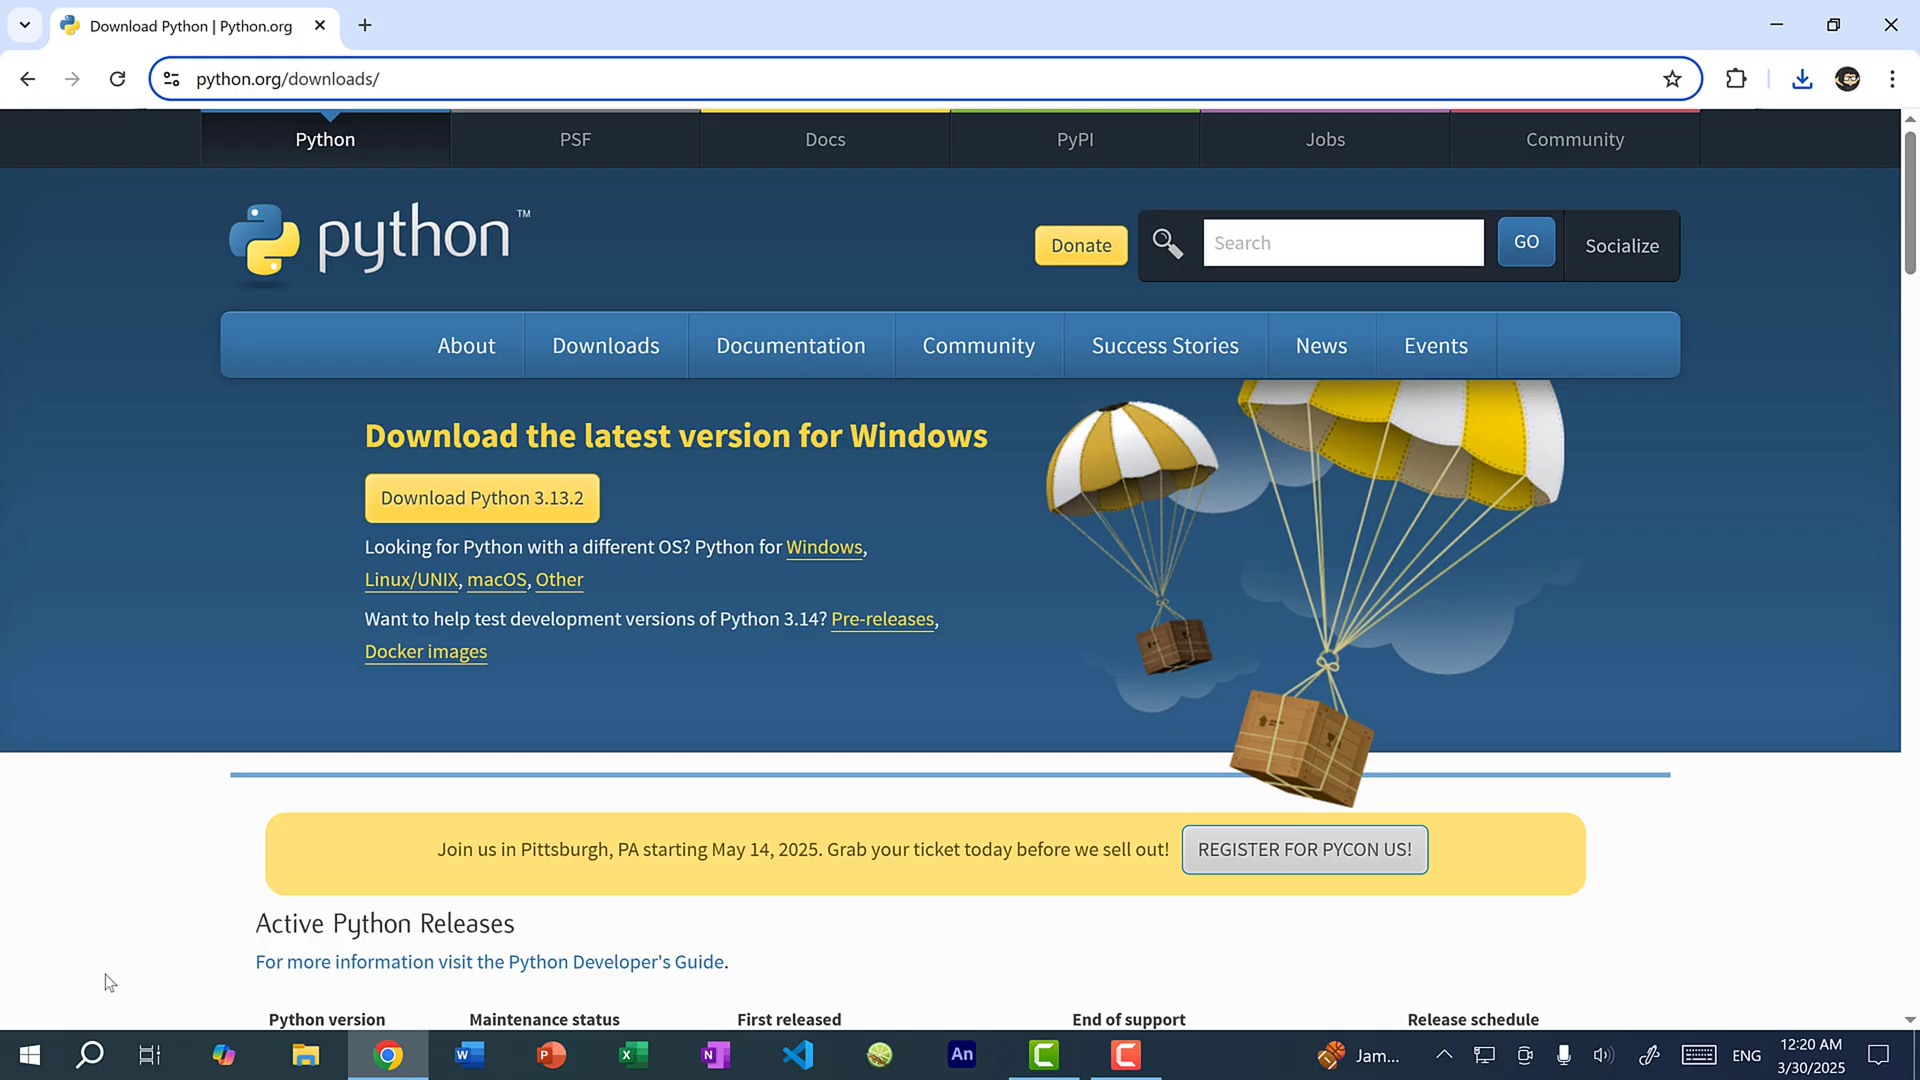 Download Python | Python.org
python.org/downloads/
Python PSF Docs PyPI Jobs Community
python™
Donate Search GO Socialize
About Downloads Documentation Community Success Stories News Events
Download the latest version for Windows
Download Python 3.13.2
Looking for Python with a different OS? Python for Windows,
Linux/UNIX, macOS, Other
Want to help test development versions of Python 3.14? Pre-releases,
Docker images
Join us in Pittsburgh, PA starting May 14, 2025. Grab your ticket today before we sell out! REGISTER FOR PYCON US!
Active Python Releases
For more information visit the Python Developer's Guide.
Python version Maintenance status First released End of support Release schedule
W P X N An Jam... ENG 12:20 AM
3/30/2025